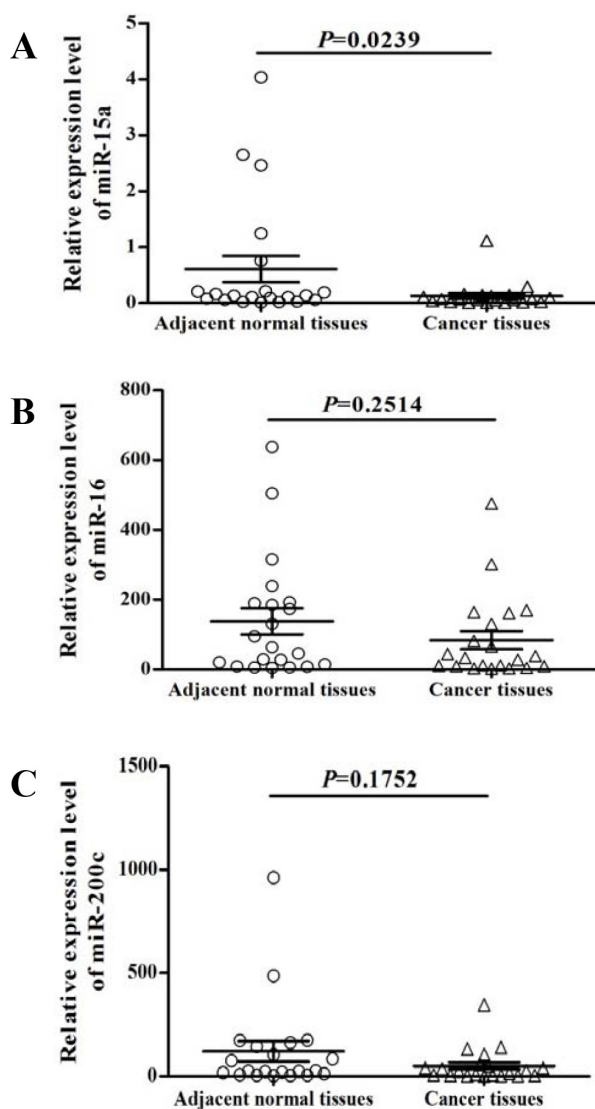 A
Relative expression level
of miR-15a
5
4
3
2
1
0
P=0.0239
Adjacent normal tissues
Cancer tissues
B
Relative expression level
of miR-16
800
600
400
200
0
P=0.2514
Adjacent normal tissues
Cancer tissues
C
Relative expression level
of miR-200c
1500
1000
500
0
P=0.1752
Adjacent normal tissues
Cancer tissues